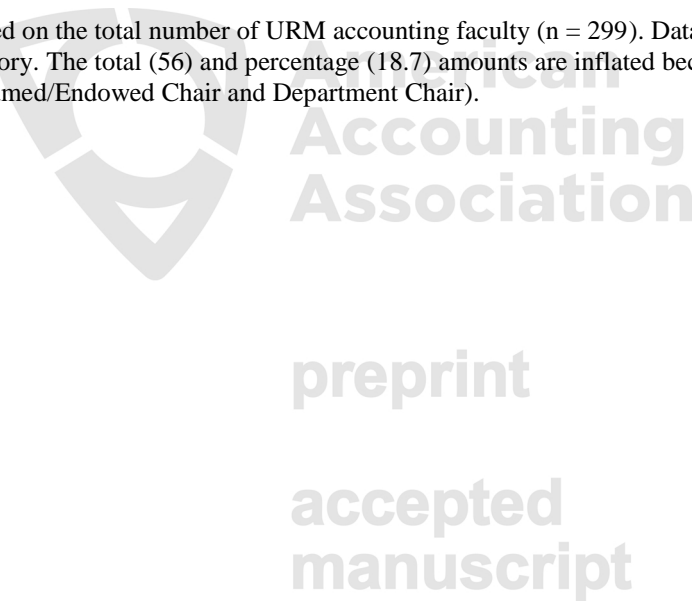 ed on the total number of URM accounting faculty (n = 299). Data
ory. The total (56) and percentage (18.7) amounts are inflated bec
med/Endowed Chair and Department Chair).
American
Accounting
Association
preprint
accepted
manuscript